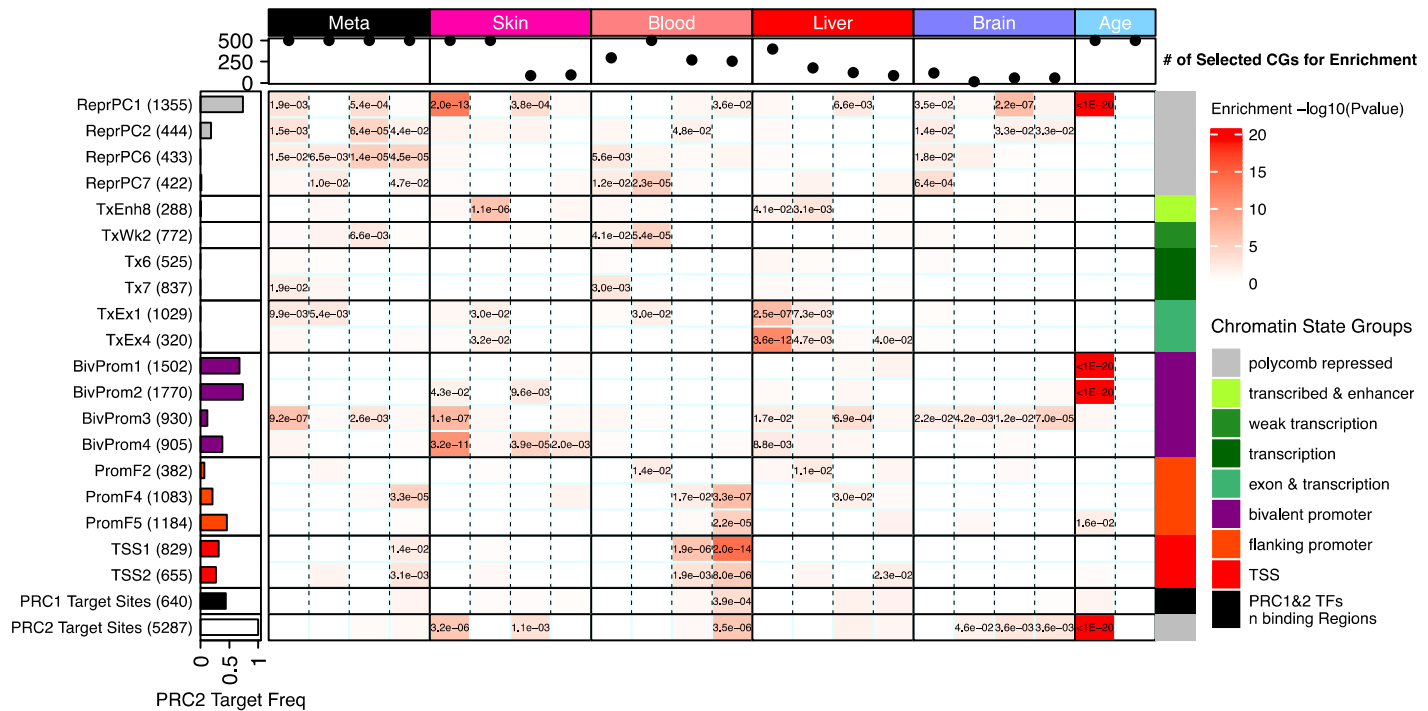 Meta Skin Blood Liver Brain Age
500
250
0
# of Selected CGs for Enrichment
ReprPC1 (1355) 1.9e−03 5.4e−04 2.0e−13 3.8e−04 3.6e−02 6.6e−03 3.5e−02 2.2e−07 <1E−20
ReprPC2 (444) 1.5e−03 6.4e−05 4.4e−02 4.8e−02 1.4e−02 3.3e−02 3.3e−02
ReprPC6 (433) 1.5e−02 6.5e−03 1.4e−05 4.5e−05 5.6e−03 1.8e−02
ReprPC7 (422) 1.0e−02 4.7e−02 1.2e−02 2.3e−05 6.4e−04
TxEnh8 (288) 1.1e−06 4.1e−02 3.1e−03
TxWk2 (772) 6.6e−03 4.1e−02 5.4e−05
Tx6 (525)
Tx7 (837) 1.9e−02 3.0e−03
TxEx1 (1029) 9.9e−03 5.4e−03 3.0e−02 3.0e−02 2.5e−07 7.3e−03
TxEx4 (320) 3.2e−02 3.6e−12 4.7e−03 4.0e−02
BivProm1 (1502) <1E−20
BivProm2 (1770) 4.3e−02 9.6e−03 <1E−20
BivProm3 (930) 9.2e−07 2.6e−03 1.1e−07 1.7e−02 6.9e−04 2.2e−02 4.2e−03 1.2e−02 7.0e−05
BivProm4 (905) 3.2e−11 3.9e−05 2.0e−03 8.8e−03
PromF2 (382) 1.4e−02 1.1e−02
PromF4 (1083) 3.3e−05 1.7e−02 3.3e−07 3.0e−02
PromF5 (1184) 2.2e−05 1.6e−02
TSS1 (829) 1.4e−02 1.9e−06 2.0e−14
TSS2 (655) 3.1e−03 1.9e−03 8.0e−06 2.3e−02
PRC1 Target Sites (640) 3.9e−04
PRC2 Target Sites (5287) 3.2e−06 1.1e−03 3.5e−06 4.6e−02 3.6e−03 3.6e−03 <1E−20
0 0.5 1
PRC2 Target Freq
Enrichment −log10(Pvalue)
20
15
10
5
0
Chromatin State Groups
polycomb repressed
transcribed & enhancer
weak transcription
transcription
exon & transcription
bivalent promoter
flanking promoter
TSS
PRC1&2 TFs
n binding Regions